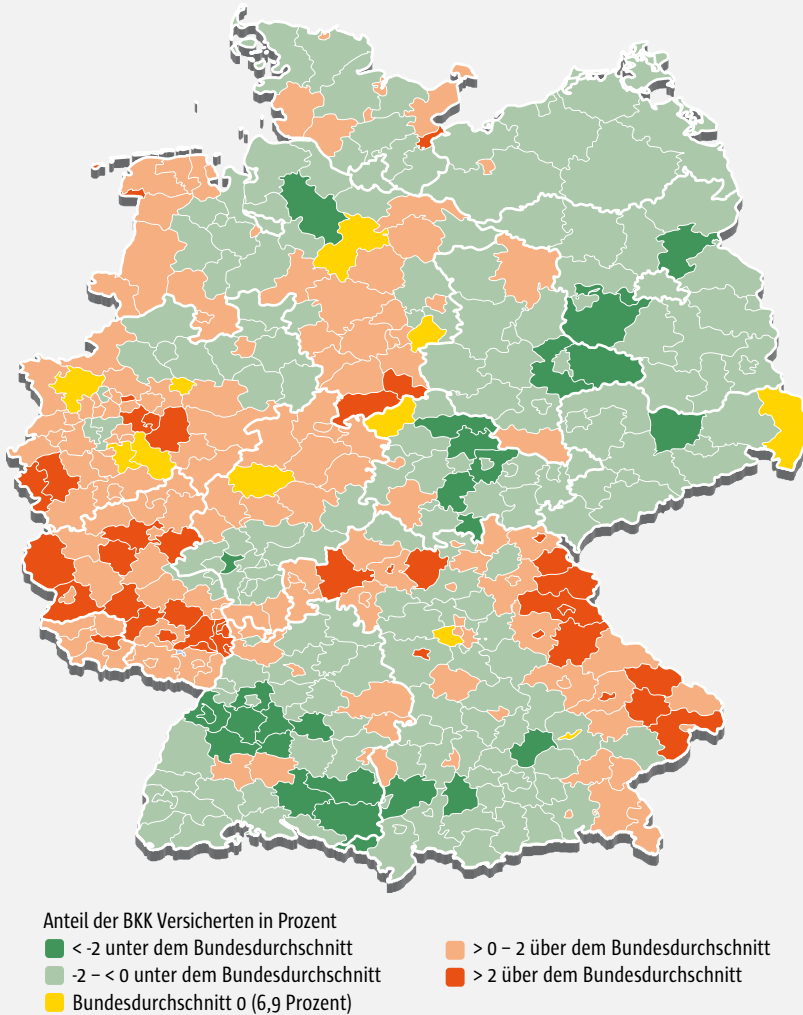 Anteil der BKK Versicherten in Prozent
< -2 unter dem Bundesdurchschnitt
-2 – < 0 unter dem Bundesdurchschnitt
Bundesdurchschnitt 0 (6,9 Prozent)
> 0 – 2 über dem Bundesdurchschnitt
> 2 über dem Bundesdurchschnitt